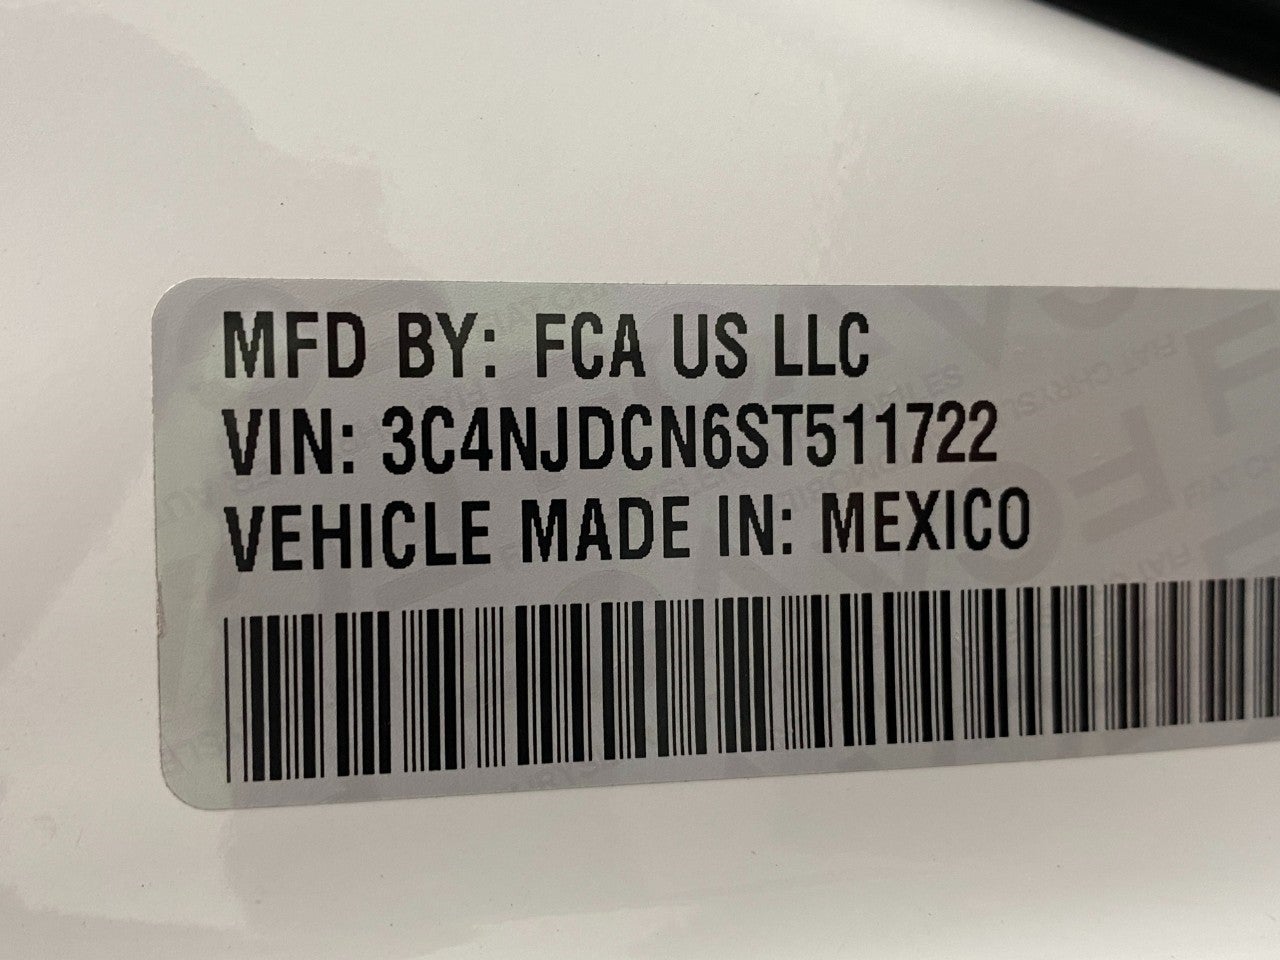 MFD BY: FCA US LLC
VIN: 3C4NJDCN6ST511722
VEHICLE MADE IN: MEXICO